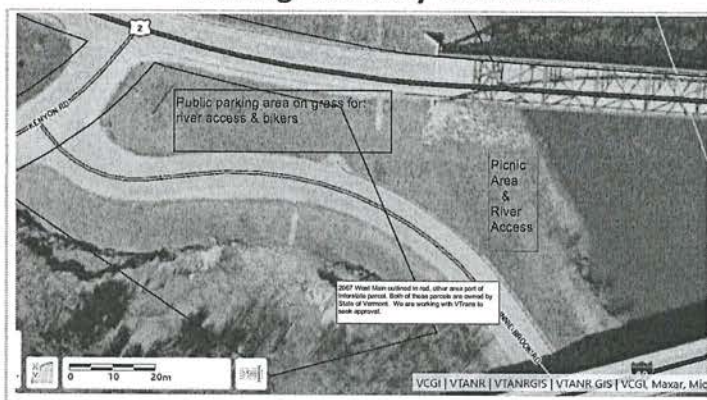 2
KENYON RD
Public parking area on grass for:
river access & bikers
Picnic
Area
&
River
Access
2067 West Main outlined in red, other area part of
Interstate parcel. Both of these parcels are owned by
State of Vermont. We are working with VTrans to
seek approval.
BROOK RD
0 10 20m
VCGI | VTANR | VTANRGIS | VTANR GIS | VCGI, Maxar, Mic